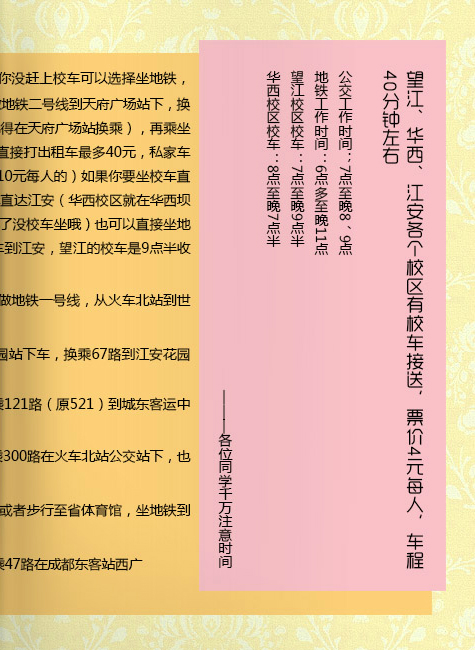 望江、华西、江安各个校区有校车接送，票价4元每人，车程
40分钟左右
公交工作时间：7点至晚8、9点
地铁工作时间：6点多至晚11点
望江校区校车：7点至晚9点半
华西校区校车：8点至晚7点半
———各位同学千万注意时间
你没赶上校车可以选择坐地铁，
地铁二号线到天府广场站下，换
得在天府广场站换乘），再乘坐
直接打出租车最多40元，私家车
10元每人的）如果你要坐校车直
直达江安（华西校区就在华西坝
了没校车坐哦）也可以直接坐地
车到江安，望江的校车是9点半收
做地铁一号线，从火车北站到世
园站下车，换乘67路到江安花园
乘121路（原521）到城东客运中
乘300路在火车北站公交站下，也
或者步行至省体育馆，坐地铁到
乘47路在成都东客站西广